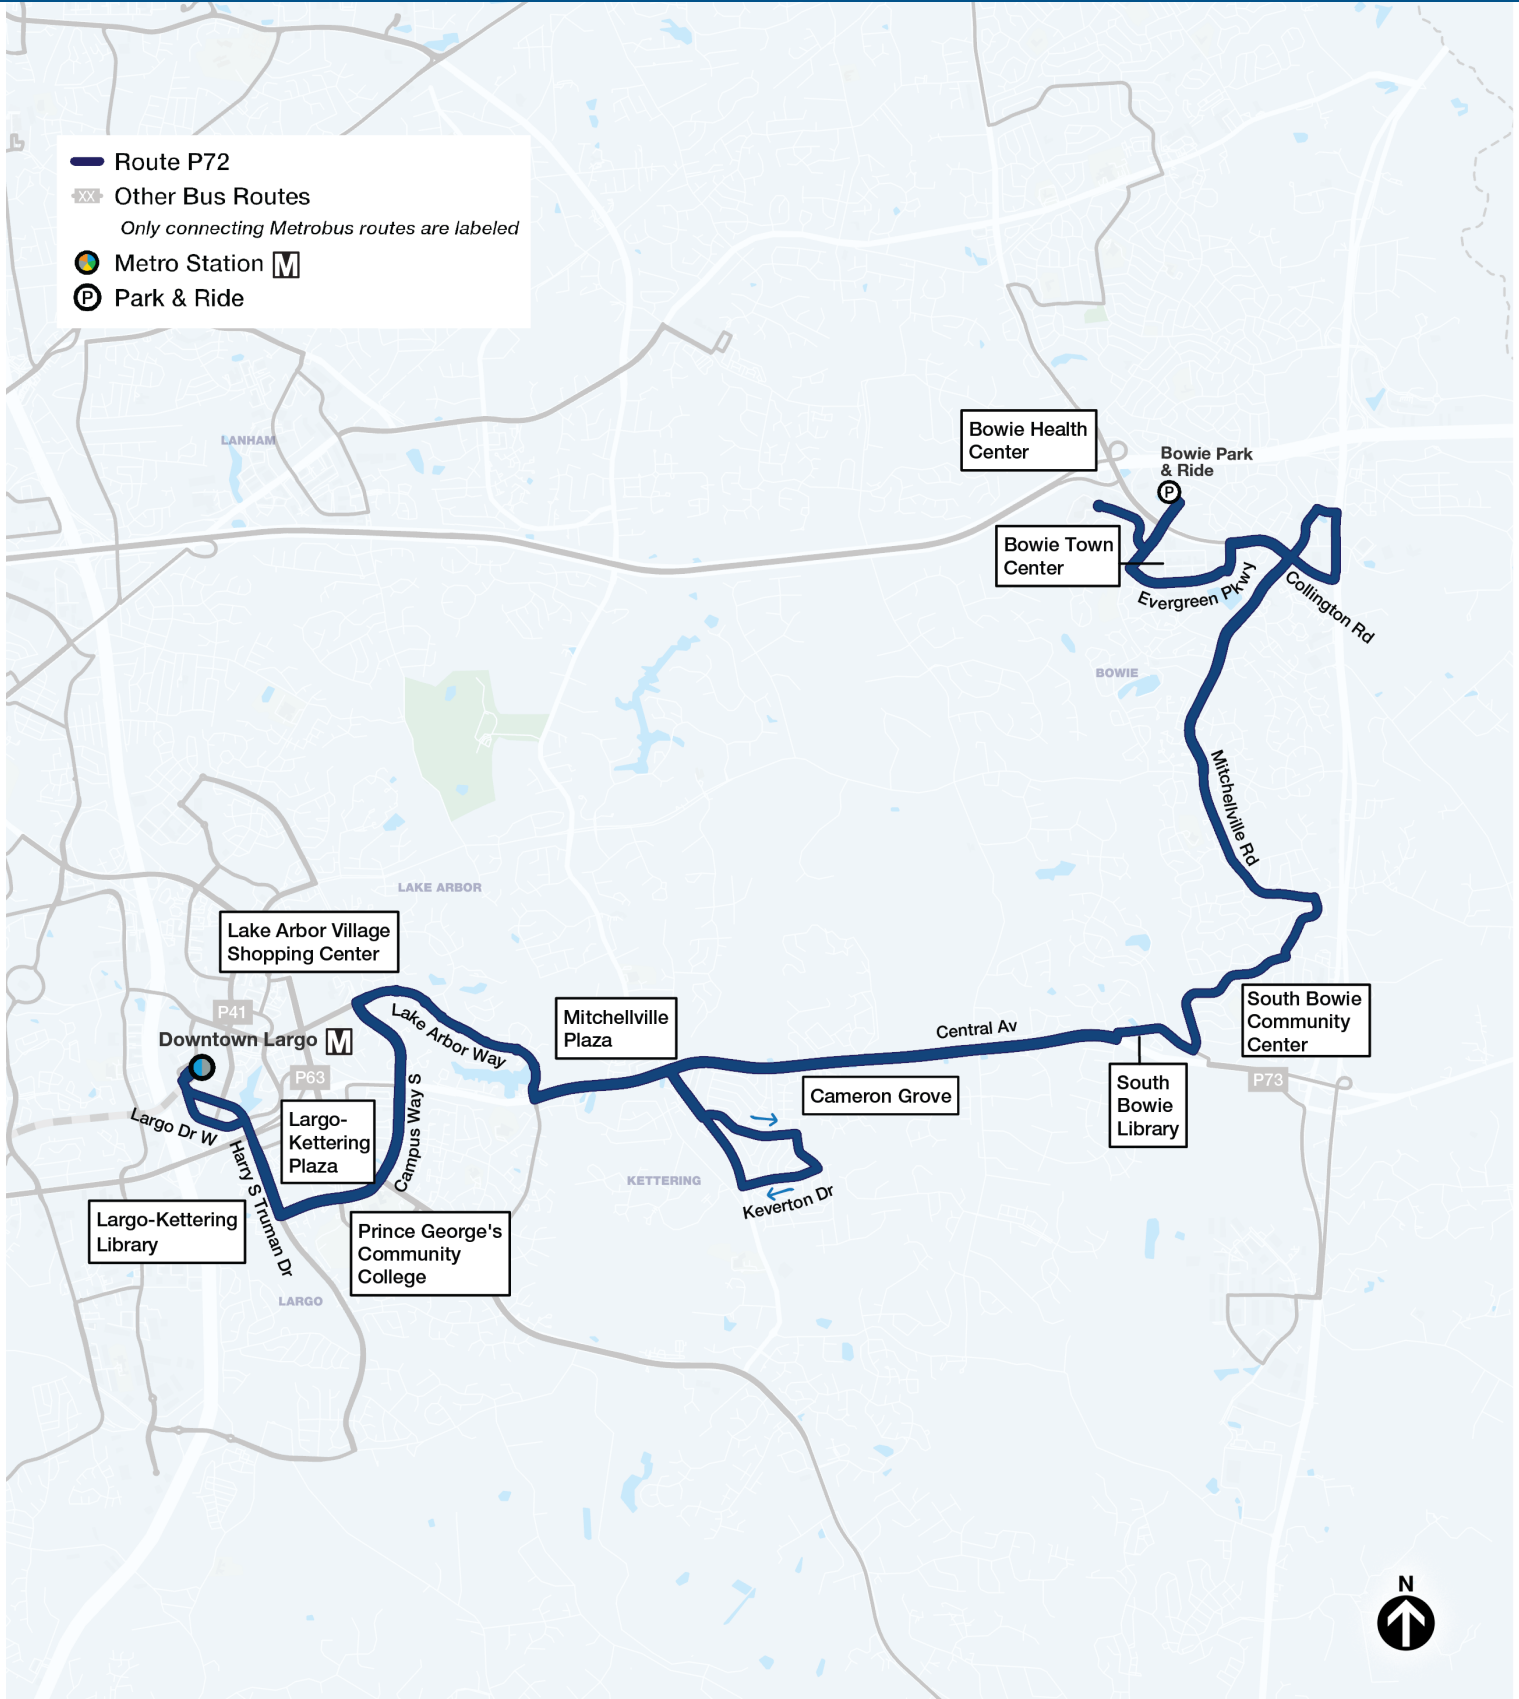 Route P72
XX
Other Bus Routes
Only connecting Metrobus routes are labeled
Metro Station M
P Park & Ride
LANHAM
Bowie Health
Center
Bowie Park
& Ride
P
Bowie Town
Center
Evergreen Pkwy
Collington Rd
BOWIE
Mitchellville Rd
LAKE ARBOR
Lake Arbor Village
Shopping Center
P41
Downtown Largo M
Lake Arbor Way
Mitchellville
Plaza
Central Av
South Bowie
Community
Center
P63
P73
Cameron Grove
South
Bowie
Library
Largo-
Kettering
Plaza
Campus Way S
Largo Dr W
Harry S Truman Dr
KETTERING
Keverton Dr
Largo-Kettering
Library
Prince George's
Community
College
LARGO
N